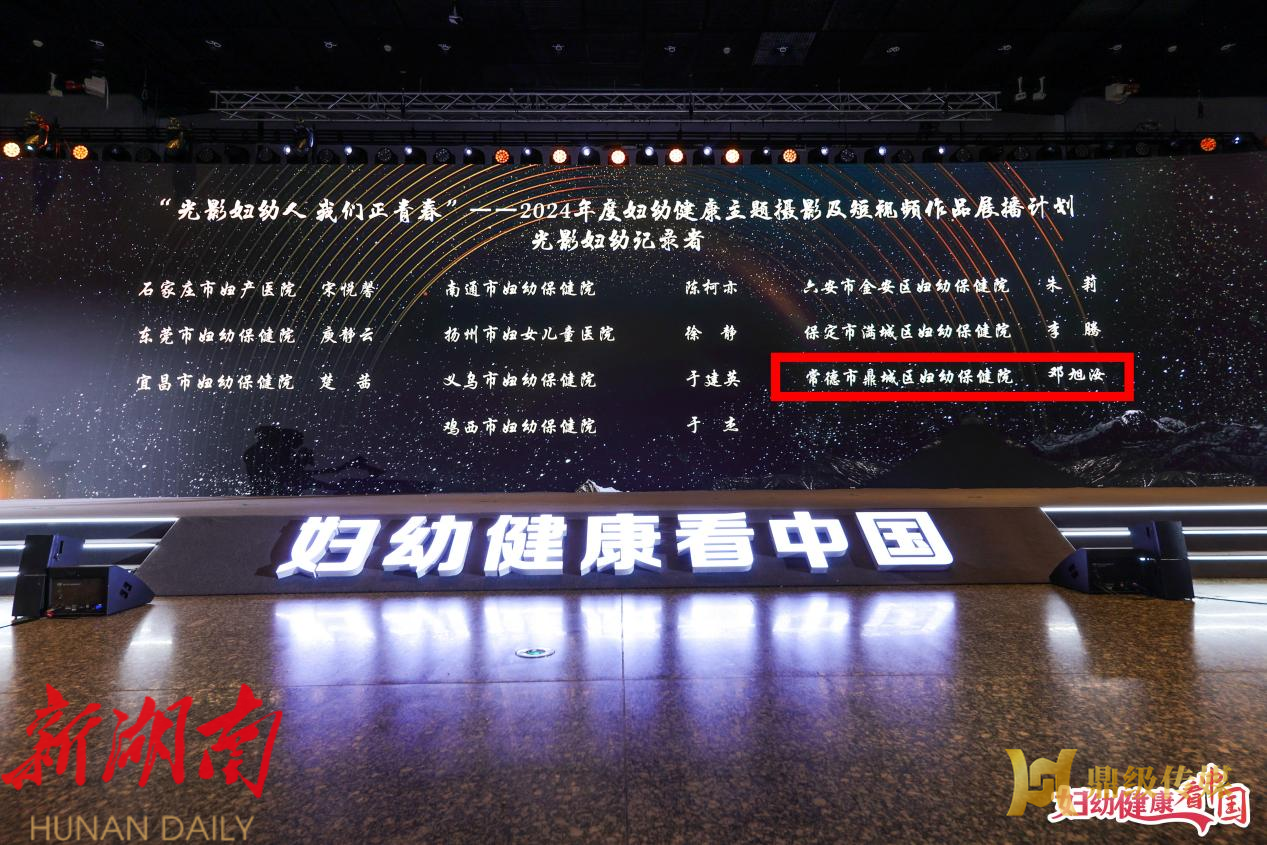 “光影妇幼人 我们正青春”——2024年度妇幼健康主题摄影及短视频作品展播计划
光影妇幼记录者
石家庄市妇产医院 宋悦馨 南通市妇幼保健院 陈柯亦 六安市金安区妇幼保健院 朱 莉
东莞市妇幼保健院 庾静云 扬州市妇女儿童医院 徐 静 保定市满城区妇幼保健院 李 腾
宜昌市妇幼保健院 楚 茜 义乌市妇幼保健院 于建英 常德市鼎城区妇幼保健院 邓旭汝
鸡西市妇幼保健院 于 杰
妇幼健康看中国
新湖南
HUNAN DAILY
鼎级传媒
妇幼健康看中国